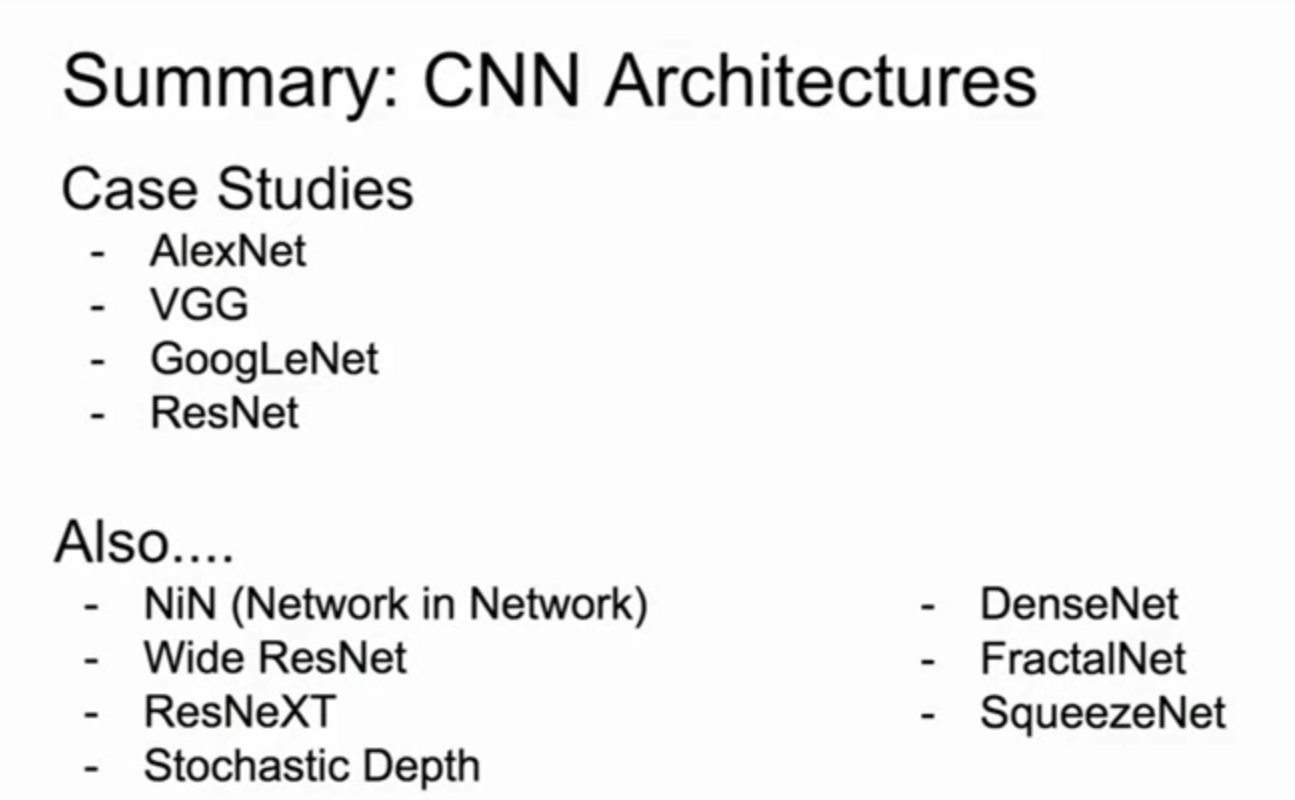 Summary: CNN Architectures
Case Studies
- AlexNet
- VGG
- GoogLeNet
- ResNet
Also....
- NiN (Network in Network)
- Wide ResNet
- ResNeXT
- Stochastic Depth
- DenseNet
- FractalNet
- SqueezeNet